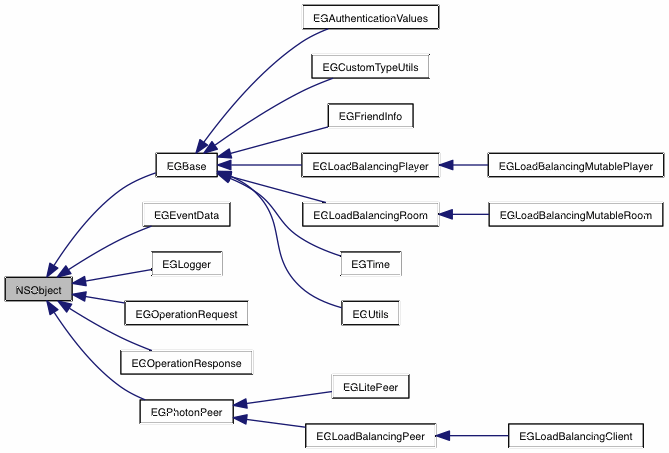 EGAuthenticationValues
EGCustomTypeUtils
EGFriendInfo
EGBase
EGLoadBalancingPlayer
EGLoadBalancingMutablePlayer
EGEventData
EGLoadBalancingRoom
EGLoadBalancingMutableRoom
EGLogger
EGTime
NSObject
EGOperationRequest
EGUtils
EGOperationResponse
EGLitePeer
EGPhotonPeer
EGLoadBalancingPeer
EGLoadBalancingClient